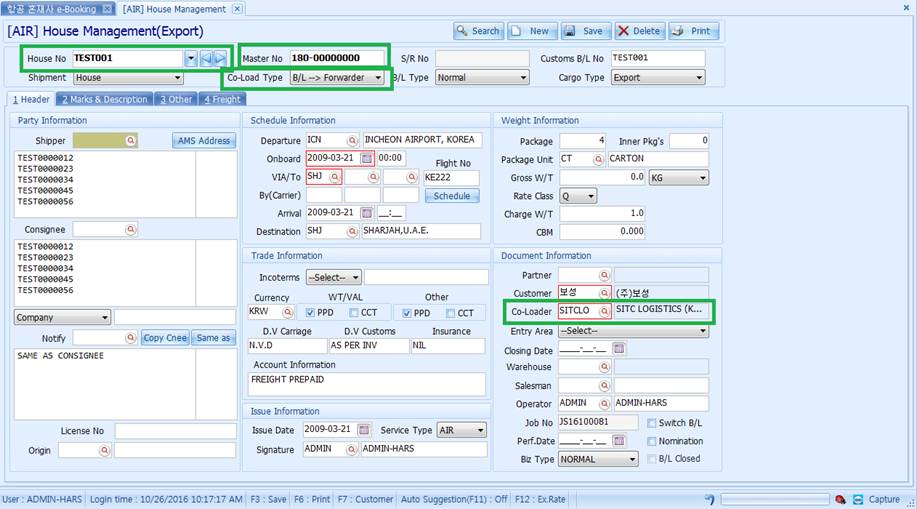 항공 혼재사 e-Booking
[AIR] House Management
[AIR] House Management(Export)
Search New Save Delete Print
House No TEST001 Master No 180-00000000 S/R No Customs B/L No TEST001
Shipment House Co-Load Type B/L --> Forwarder B/L Type Normal Cargo Type Export
1 Header 2 Marks & Description 3 Other 4 Freight
Party Information
Shipper AMS Address
TEST0000012
TEST0000023
TEST0000034
TEST0000045
TEST0000056
Consignee
TEST0000012
TEST0000023
TEST0000034
TEST0000045
TEST0000056
Company
Notify Copy Cnee Same as
SAME AS CONSIGNEE
License No
Origin
Schedule Information
Departure ICN INCHEON AIRPORT, KOREA
Onboard 2009-03-21 00:00 Flight No
VIA/To SHJ KE222
By(Carrier) Schedule
Arrival 2009-03-21 __:__
Destination SHJ SHARJAH,U.A.E.
Trade Information
Incoterms --Select--
Currency WT/VAL Other
KRW PPD CCT PPD CCT
D.V Carriage D.V Customs Insurance
N.V.D AS PER INV NIL
Account Information
FREIGHT PREPAID
Issue Information
Issue Date 2009-03-21 Service Type AIR
Signature ADMIN ADMIN-HARS
Weight Information
Package 4 Inner Pkg's 0
Package Unit CT CARTON
Gross W/T 0.0 KG
Rate Class Q
Charge W/T 1.0
CBM 0.000
Document Information
Partner
Customer 보성 (주)보성
Co-Loader SITCLO SITC LOGISTICS (K...
Entry Area --Select--
Closing Date ____-__-__
Warehouse
Salesman
Operator ADMIN ADMIN-HARS
Job No JS16100081 Switch B/L
Perf.Date ____-__-__ Nomination
Biz Type NORMAL B/L Closed
User : ADMIN-HARS Login time : 10/26/2016 10:17:17 AM F3 : Save F6 : Print F7 : Customer Auto Suggestion(F11) : Off F12 : Ex.Rate Capture